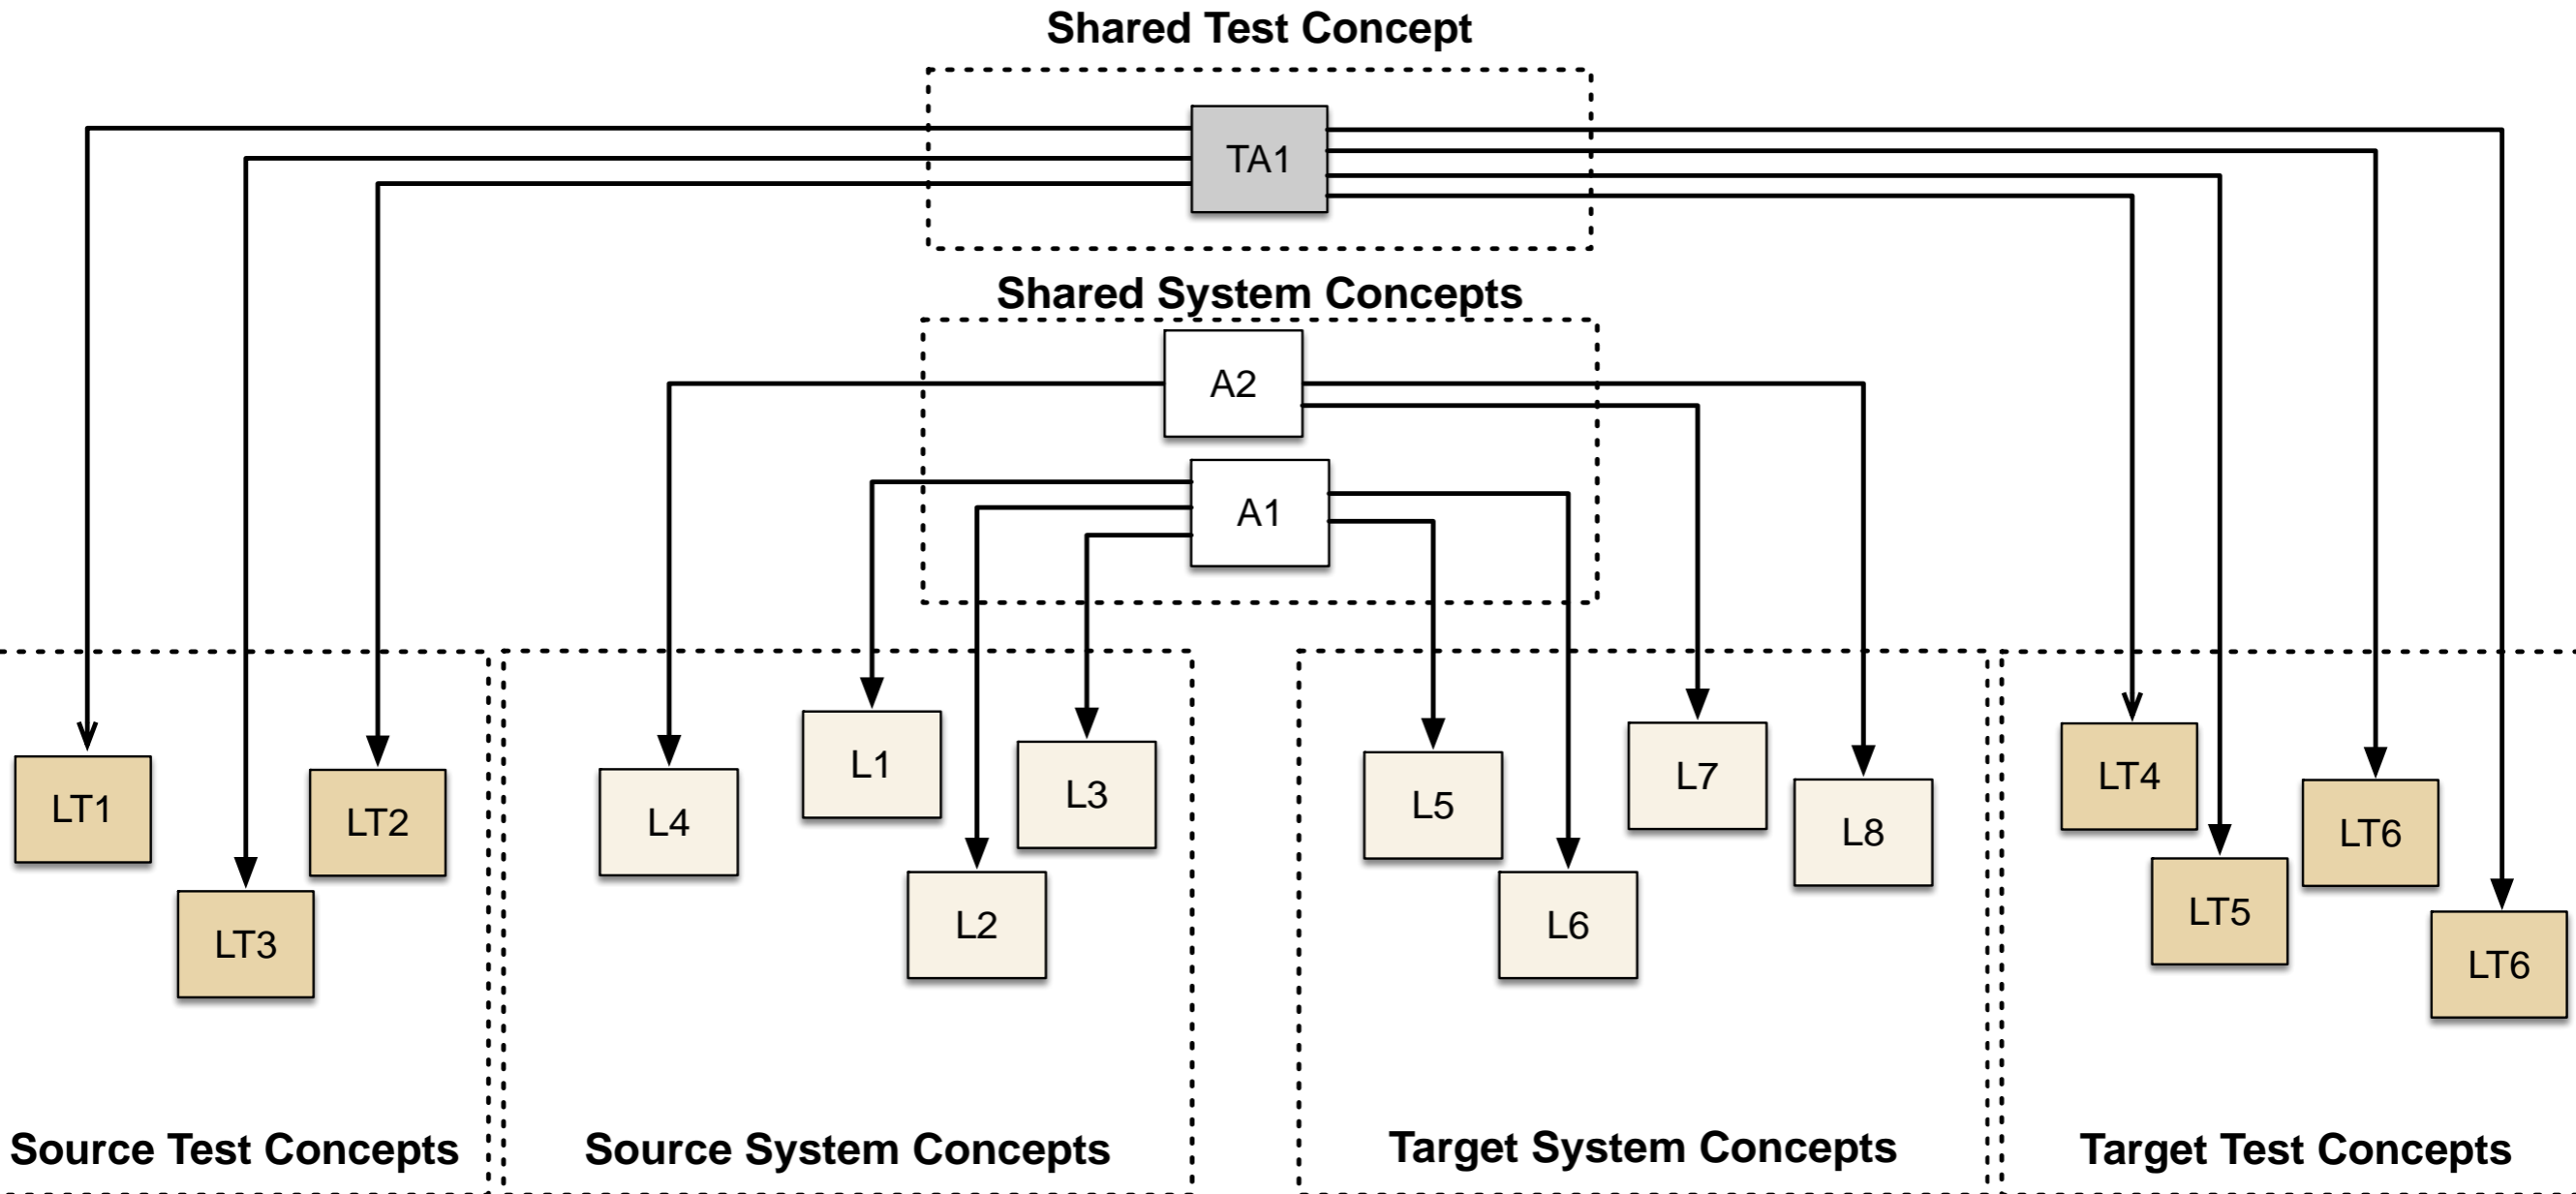 Shared Test Concept
TA1
Shared System Concepts
A2
A1
LT1
LT3
LT2
L4
L1
L2
L3
L5
L6
L7
L8
LT4
LT5
LT6
LT6
Source Test Concepts
Source System Concepts
Target System Concepts
Target Test Concepts